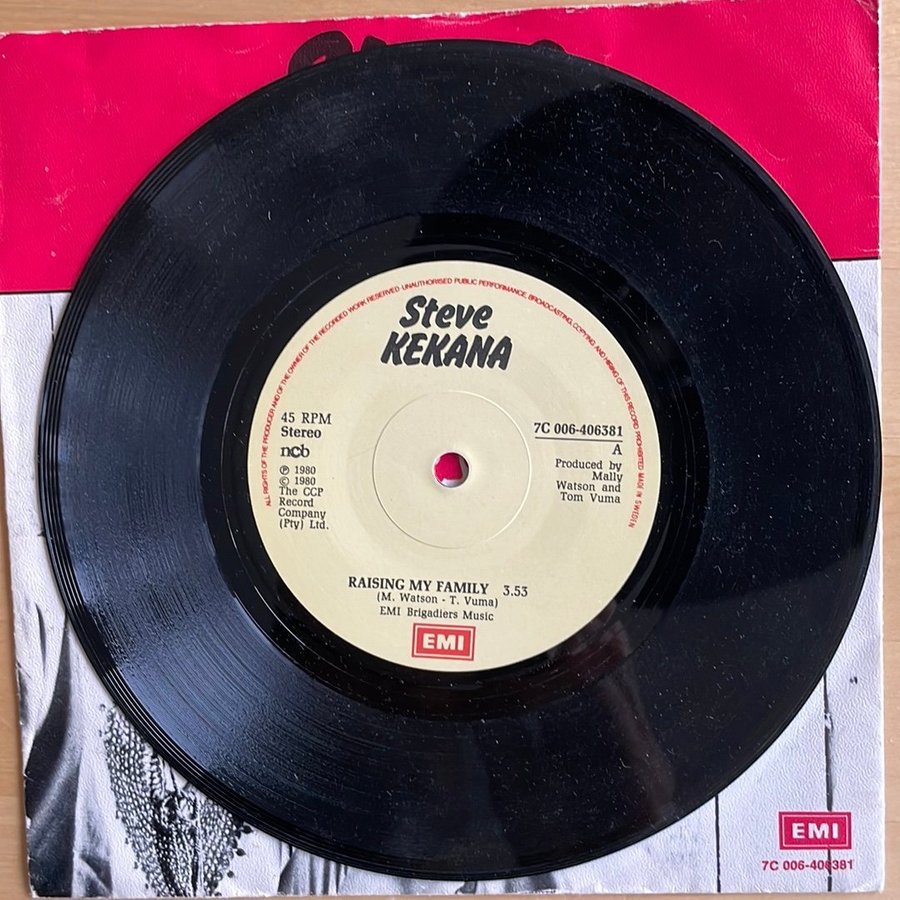 ALL RIGHTS OF THE PRODUCER AND OF THE OWNER OF THE RECORDED WORK RESERVED UNAUTHORISED PUBLIC PERFORMANCE, BROADCASTING, COPYING AND HIRING OF THIS RECORD PROHIBITED MADE IN SWEDEN
Steve
KEKANA
45 RPM
Stereo
ncb
℗ 1980
© 1980
The CCP
Record
Company
(Pty) Ltd.
7C 006-406381
A
Produced by
Mally
Watson and
Tom Vuma
RAISING MY FAMILY 3.53
(M. Watson - T. Vuma)
EMI Brigadiers Music
EMI
EMI
7C 006-406381